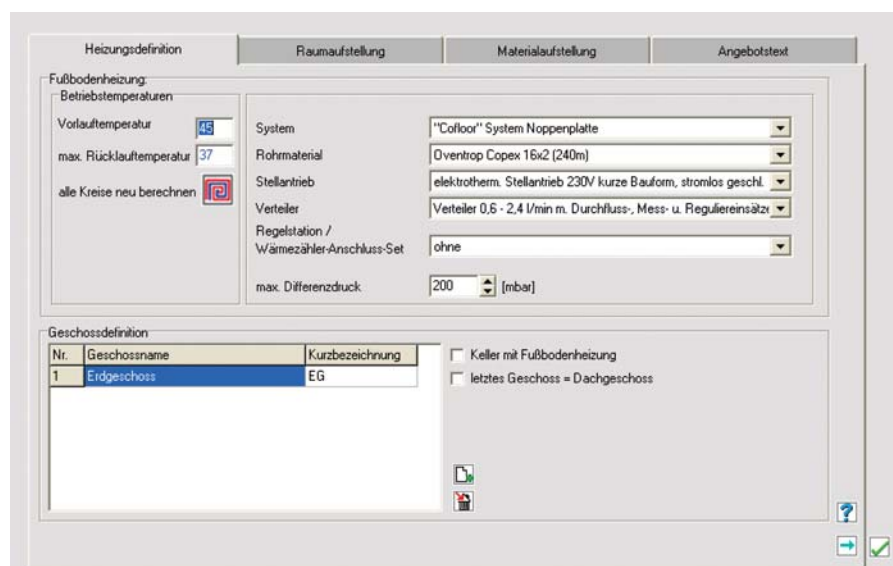 Heizungsdefinition
Raumaufstellung
Materialaufstellung
Angebotstext
Fußbodenheizung:
Betriebstemperaturen
Vorlauftemperatur 45
max. Rücklauftemperatur 37
alle Kreise neu berechnen
System "Cofloor" System Noppenplatte
Rohrmaterial Oventrop Copex 16x2 (240m)
Stellantrieb elektrotherm. Stellantrieb 230V kurze Bauform, stromlos geschl.
Verteiler Verteiler 0,6 - 2,4 l/min m. Durchfluss-, Mess- u. Reguliereinsätze
Regelstation /
Wärmezähler-Anschluss-Set ohne
max. Differenzdruck 200 [mbar]
Geschossdefinition
Nr. Geschossname Kurzbezeichnung
1 Erdgeschoss EG
Keller mit Fußbodenheizung
letztes Geschoss = Dachgeschoss
?